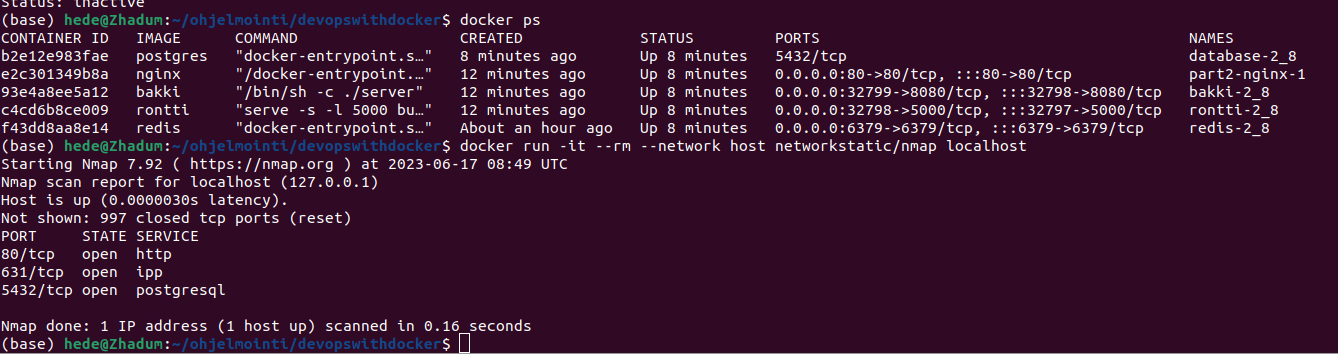 Status: inactive
(base) hede@Zhadum:~/ohjelmointi/devopswithdocker$ docker ps
CONTAINER ID   IMAGE      COMMAND                  CREATED             STATUS         PORTS                                         NAMES
b2e12e983fae   postgres   "docker-entrypoint.s…"   8 minutes ago       Up 8 minutes   5432/tcp                                      database-2_8
e2c301349b8a   nginx      "/docker-entrypoint.…"   12 minutes ago      Up 8 minutes   0.0.0.0:80->80/tcp, :::80->80/tcp             part2-nginx-1
93e4a8ee5a12   bakki      "/bin/sh -c ./server"    12 minutes ago      Up 8 minutes   0.0.0.0:32799->8080/tcp, :::32798->8080/tcp   bakki-2_8
c4cd6b8ce009   rontti     "serve -s -l 5000 bu…"   12 minutes ago      Up 8 minutes   0.0.0.0:32798->5000/tcp, :::32797->5000/tcp   rontti-2_8
f43dd8aa8e14   redis      "docker-entrypoint.s…"   About an hour ago   Up 8 minutes   0.0.0.0:6379->6379/tcp, :::6379->6379/tcp     redis-2_8
(base) hede@Zhadum:~/ohjelmointi/devopswithdocker$ docker run -it --rm --network host networkstatic/nmap localhost
Starting Nmap 7.92 ( https://nmap.org ) at 2023-06-17 08:49 UTC
Nmap scan report for localhost (127.0.0.1)
Host is up (0.0000030s latency).
Not shown: 997 closed tcp ports (reset)
PORT     STATE SERVICE
80/tcp   open  http
631/tcp  open  ipp
5432/tcp open  postgresql
Nmap done: 1 IP address (1 host up) scanned in 0.16 seconds
(base) hede@Zhadum:~/ohjelmointi/devopswithdocker$